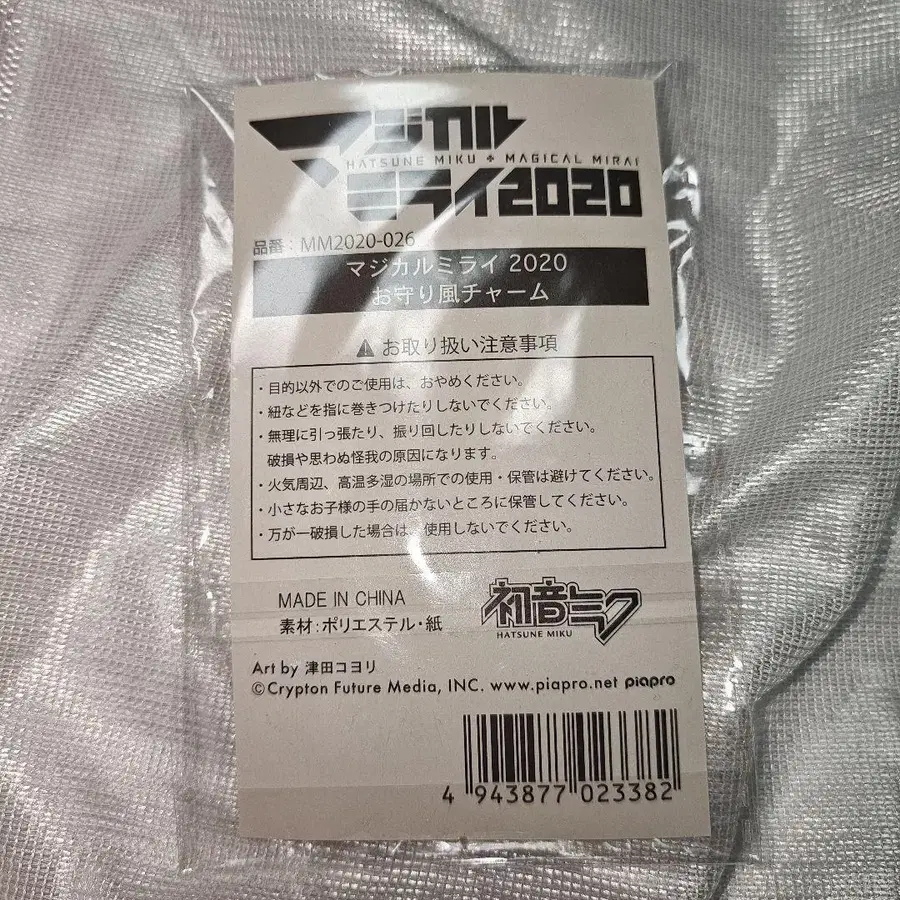 マジカル
HATSUNE MIKU + MAGICAL MIRAI
ミライ2020
品番：MM2020-026
マジカルミライ 2020
お守り風チャーム
お取り扱い注意事項
・目的以外でのご使用は、おやめください。
・紐などを指に巻きつけたりしないでください。
・無理に引っ張たり、振り回したりしないでください。
破損や思わぬ怪我の原因になります。
・火気周辺、高温多湿の場所での使用・保管は避けてください。
・小さなお子様の手の届かないところに保管してください。
・万が一破損した場合は、使用しないでください。
MADE IN CHINA
素材：ポリエステル・紙
初音ミク
HATSUNE MIKU
Art by 津田コヨリ
©Crypton Future Media, INC. www.piapro.net piapro
4 943877 023382